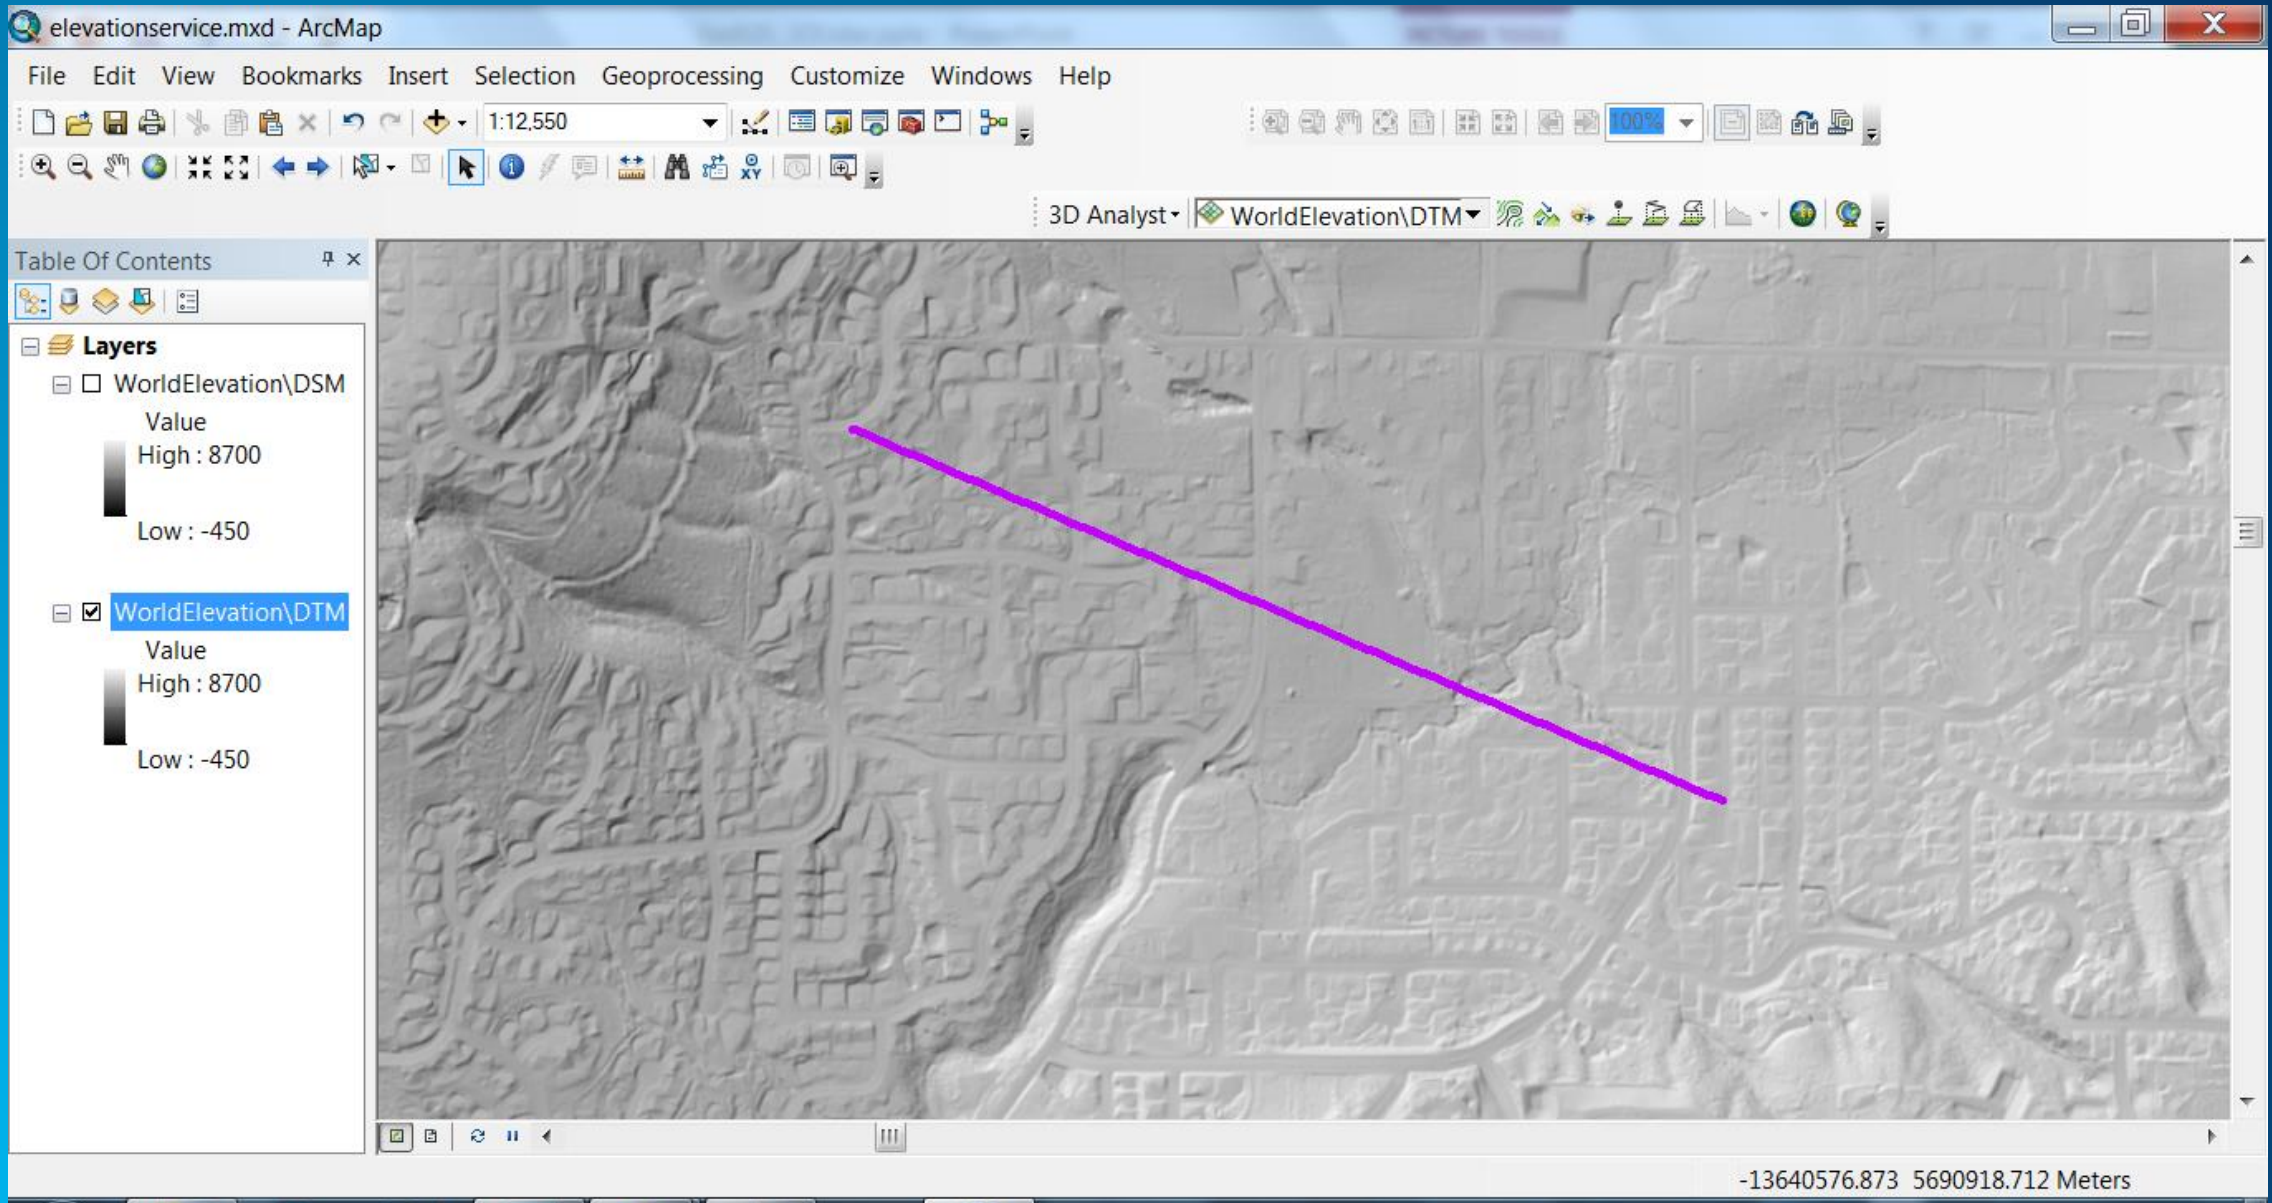 elevationservice.mxd - ArcMap
File Edit View Bookmarks Insert Selection Geoprocessing Customize Windows Help
1:12,550
100%
3D Analyst WorldElevation\DTM
Table Of Contents
Layers
WorldElevation\DSM
Value
High : 8700
Low : -450
WorldElevation\DTM
Value
High : 8700
Low : -450
-13640576.873 5690918.712 Meters